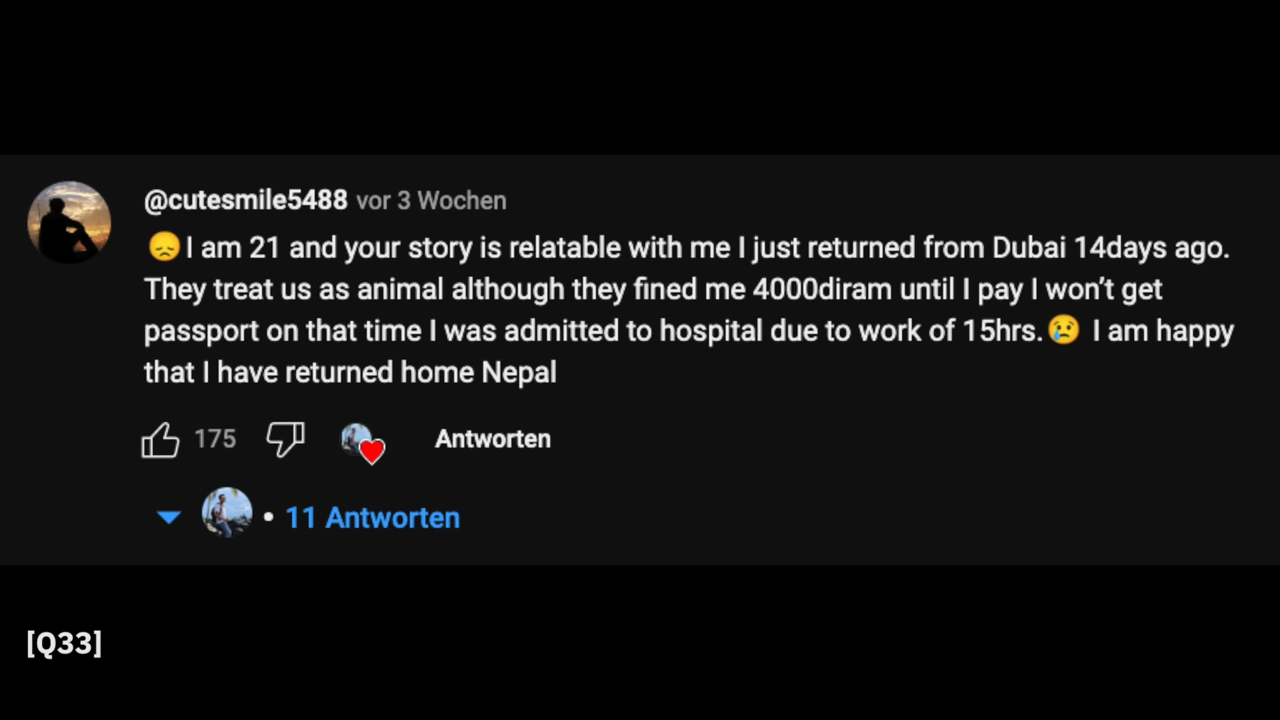 @cutesmile5488 vor 3 Wochen
😞I am 21 and your story is relatable with me I just returned from Dubai 14days ago.
They treat us as animal although they fined me 4000diram until I pay I won’t get
passport on that time I was admitted to hospital due to work of 15hrs.😢 I am happy
that I have returned home Nepal
175 Antworten
• 11 Antworten
[Q33]